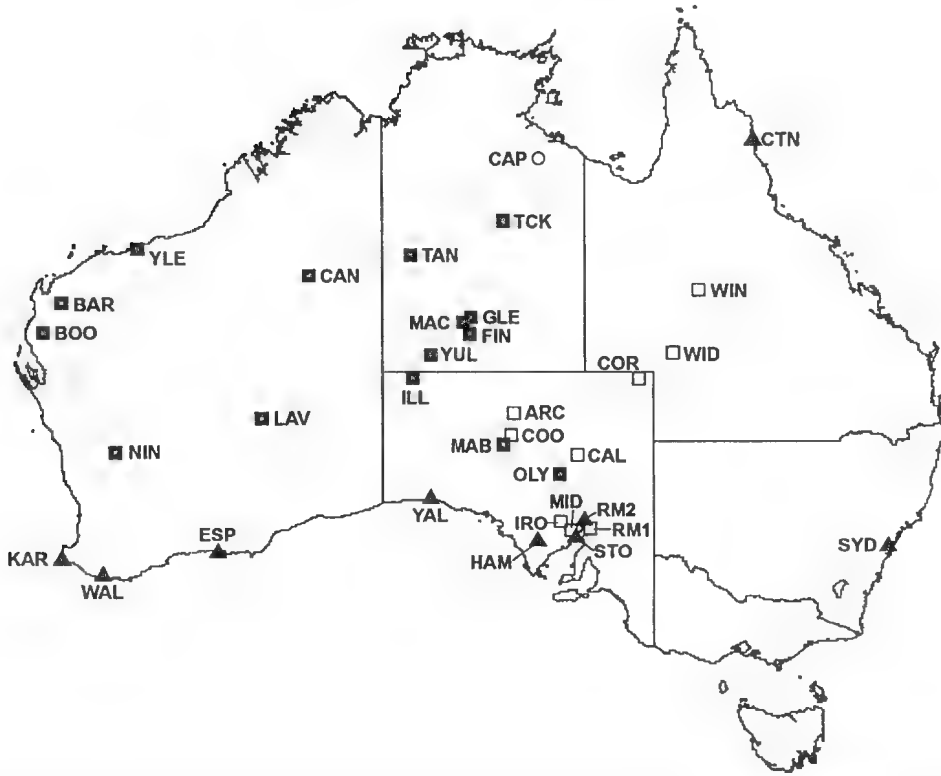 CTN
CAP
TCK
YLE
TAN
CAN
WIN
BAR
GLE
MAC
BOO
FIN
YUL
WID
COR
ILL
ARC
LAV
COO
MAB
NIN
CAL
OLY
MID
YAL
RM2
IRO
RM1
ESP
SYD
KAR
HAM
STO
WAL